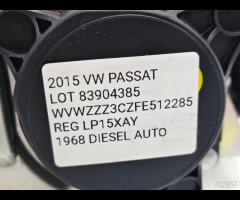 2015 VW PASSAT
LOT 83904385
WVWZZZ3CZFE512285
REG LP15XAY
1968 DIESEL AUTO